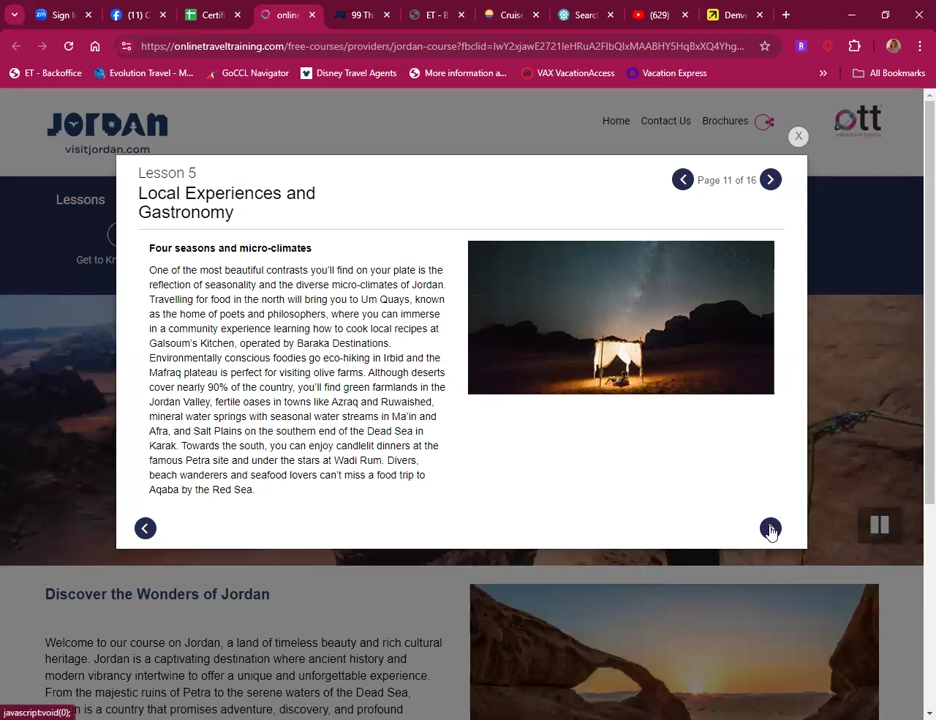 Sign I
(11) C
Certifi
online
99 Thi
ET - B
Cruise
Searc
(629)
Denve
https://onlinetraveltraining.com/free-courses/providers/jordan-course?fbclid=IwY2xjawE2721leHRuA2FlbQIxMAABHY5HqBxXQ4Yhg...
ET - Backoffice
Evolution Travel - M...
GoCCL Navigator
Disney Travel Agents
More information a...
VAX VacationAccess
Vacation Express
»
All Bookmarks
JORDAN
visitjordan.com
Home
Contact Us
Brochures
ott
X
Lessons
Get to Kn
Lesson 5
Local Experiences and
Gastronomy
Page 11 of 16
Four seasons and micro-climates
One of the most beautiful contrasts you'll find on your plate is the
reflection of seasonality and the diverse micro-climates of Jordan.
Travelling for food in the north will bring you to Um Quays, known
as the home of poets and philosophers, where you can immerse
in a community experience learning how to cook local recipes at
Galsoum's Kitchen, operated by Baraka Destinations.
Environmentally conscious foodies go eco-hiking in Irbid and the
Mafraq plateau is perfect for visiting olive farms. Although deserts
cover nearly 90% of the country, you'll find green farmlands in the
Jordan Valley, fertile oases in towns like Azraq and Ruwaished,
mineral water springs with seasonal water streams in Ma'in and
Afra, and Salt Plains on the southern end of the Dead Sea in
Karak. Towards the south, you can enjoy candlelit dinners at the
famous Petra site and under the stars at Wadi Rum. Divers,
beach wanderers and seafood lovers can't miss a food trip to
Aqaba by the Red Sea.
Discover the Wonders of Jordan
Welcome to our course on Jordan, a land of timeless beauty and rich cultural
heritage. Jordan is a captivating destination where ancient history and
modern vibrancy intertwine to offer a unique and unforgettable experience.
From the majestic ruins of Petra to the serene waters of the Dead Sea,
n is a country that promises adventure, discovery, and profound
javascript:void(0);